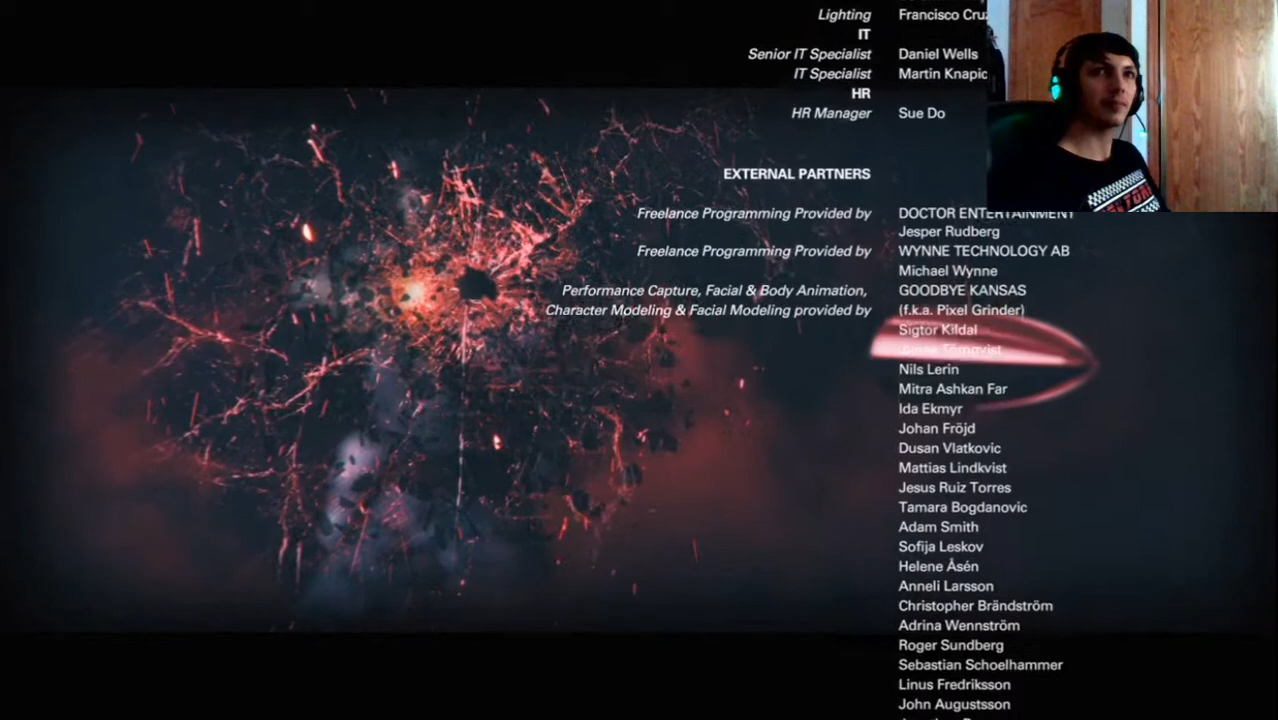 Lighting Francisco Cruz
IT
Senior IT Specialist Daniel Wells
IT Specialist Martin Knapic
HR
HR Manager Sue Do
EXTERNAL PARTNERS
Freelance Programming Provided by DOCTOR ENTERTAINMENT
Jesper Rudberg
Freelance Programming Provided by WYNNE TECHNOLOGY AB
Michael Wynne
Performance Capture, Facial & Body Animation, GOODBYE KANSAS
Character Modeling & Facial Modeling provided by (f.k.a. Pixel Grinder)
Sigtor Kildal
Törnqvist
Nils Lerin
Mitra Ashkan Far
Ida Ekmyr
Johan Fröjd
Dusan Vlatkovic
Mattias Lindkvist
Jesus Ruiz Torres
Tamara Bogdanovic
Adam Smith
Sofija Leskov
Helene Åsén
Anneli Larsson
Christopher Brändström
Adrina Wennström
Roger Sundberg
Sebastian Schoelhammer
Linus Fredriksson
John Augustsson